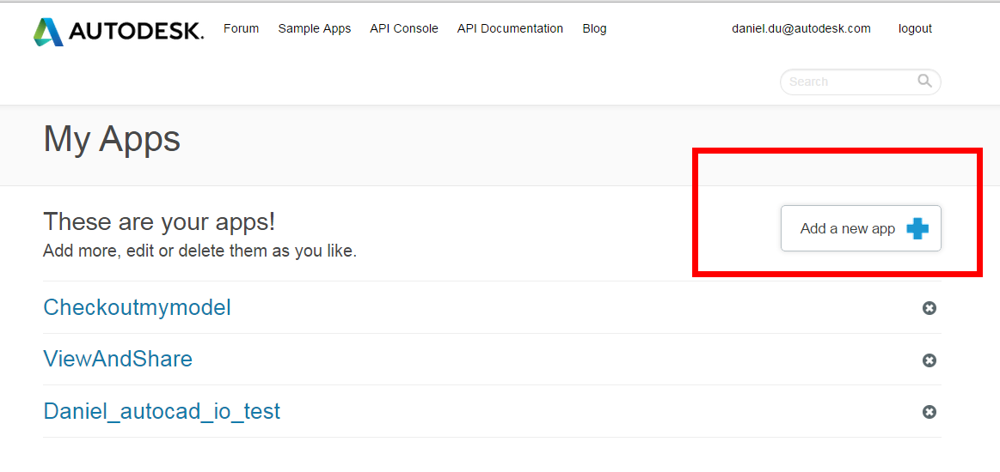 AUTODESK. Forum Sample Apps API Console API Documentation Blog daniel.du@autodesk.com logout
Search
My Apps
These are your apps!
Add a new app
Add more, edit or delete them as you like.
Checkoutmymodel
ViewAndShare
Daniel_autocad_io_test